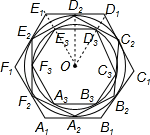 E₁ D₂ D₁
E₂ E₃ D₃ C₂
F₁ F₃ O C₃ C₁
F₂ A₃ B₃ B₂
A₁ A₂ B₁